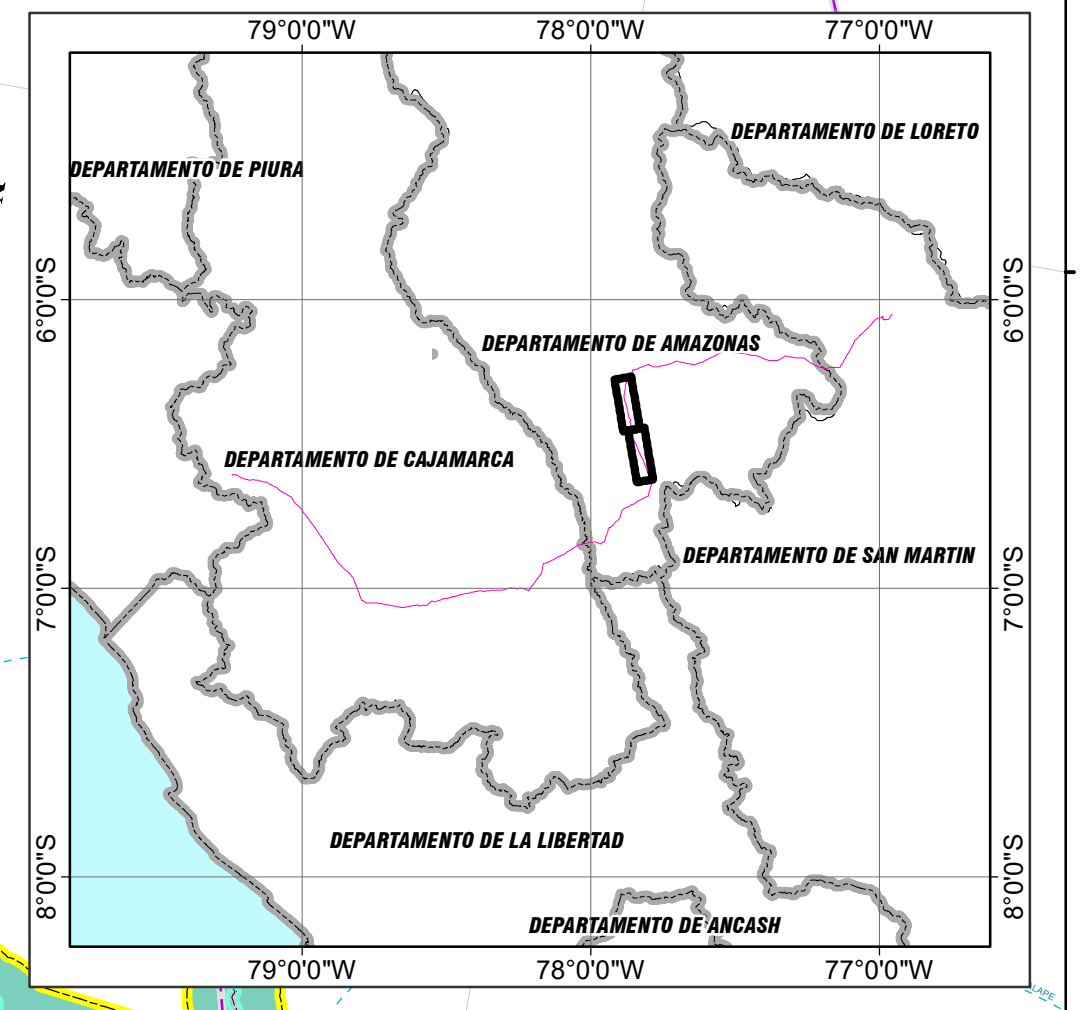 79°0'0"W
78°0'0"W
77°0'0"W
DEPARTAMENTO DE LORETO
DEPARTAMENTO DE PIURA
6°0'0"S
6°0'0"S
DEPARTAMENTO DE AMAZONAS
DEPARTAMENTO DE CAJAMARCA
DEPARTAMENTO DE SAN MARTIN
7°0'0"S
7°0'0"S
DEPARTAMENTO DE LA LIBERTAD
8°0'0"S
8°0'0"S
DEPARTAMENTO DE ANCASH
79°0'0"W
78°0'0"W
77°0'0"W
LAPE